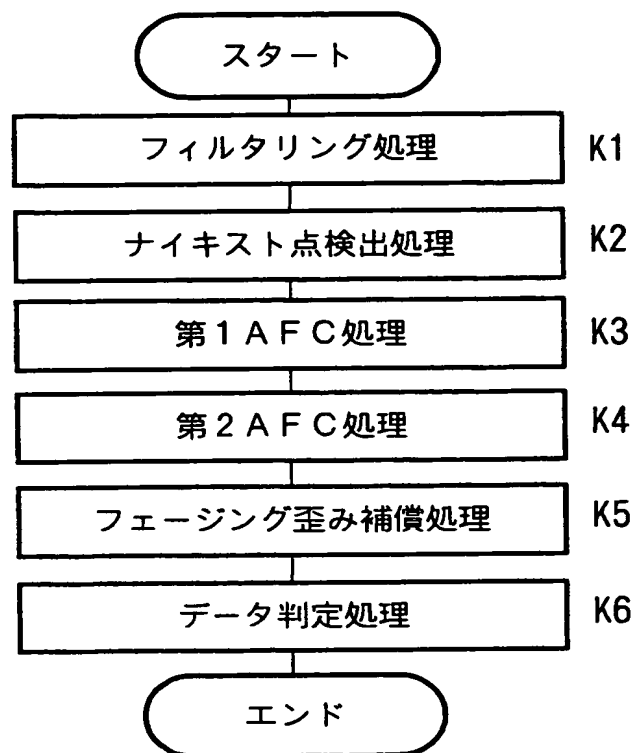 スタート
フィルタリング処理 K1
ナイキスト点検出処理 K2
第1AFC処理 K3
第2AFC処理 K4
フェージング歪み補償処理 K5
データ判定処理 K6
エンド